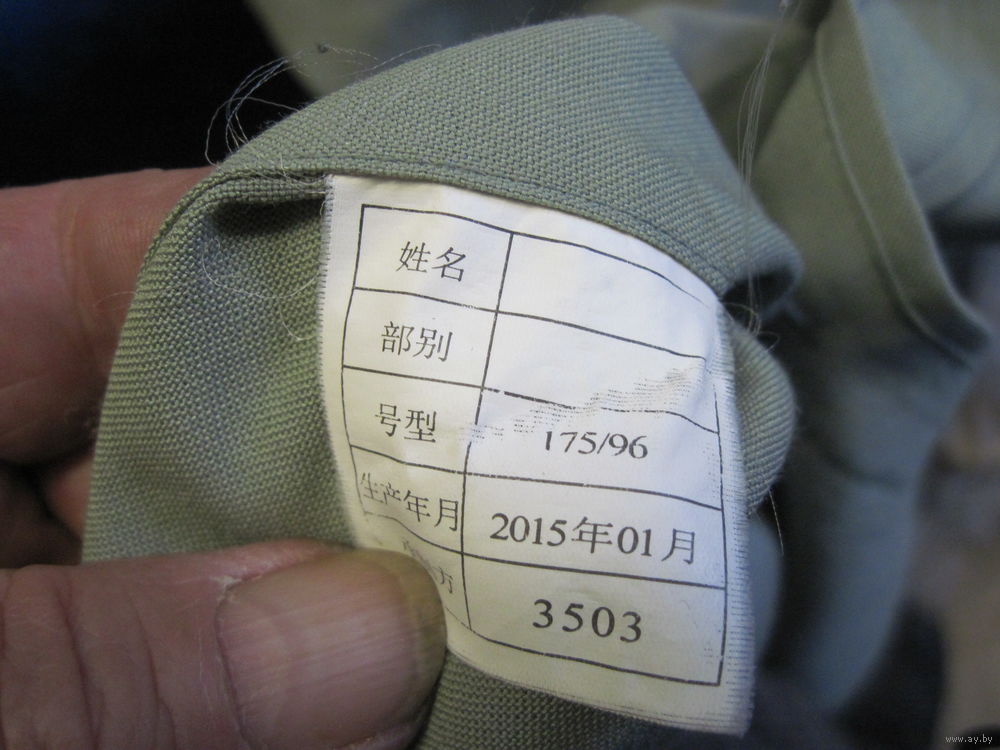 姓名
部别
号型 175/96
生产年月 2015年01月
3503
www.ay.by